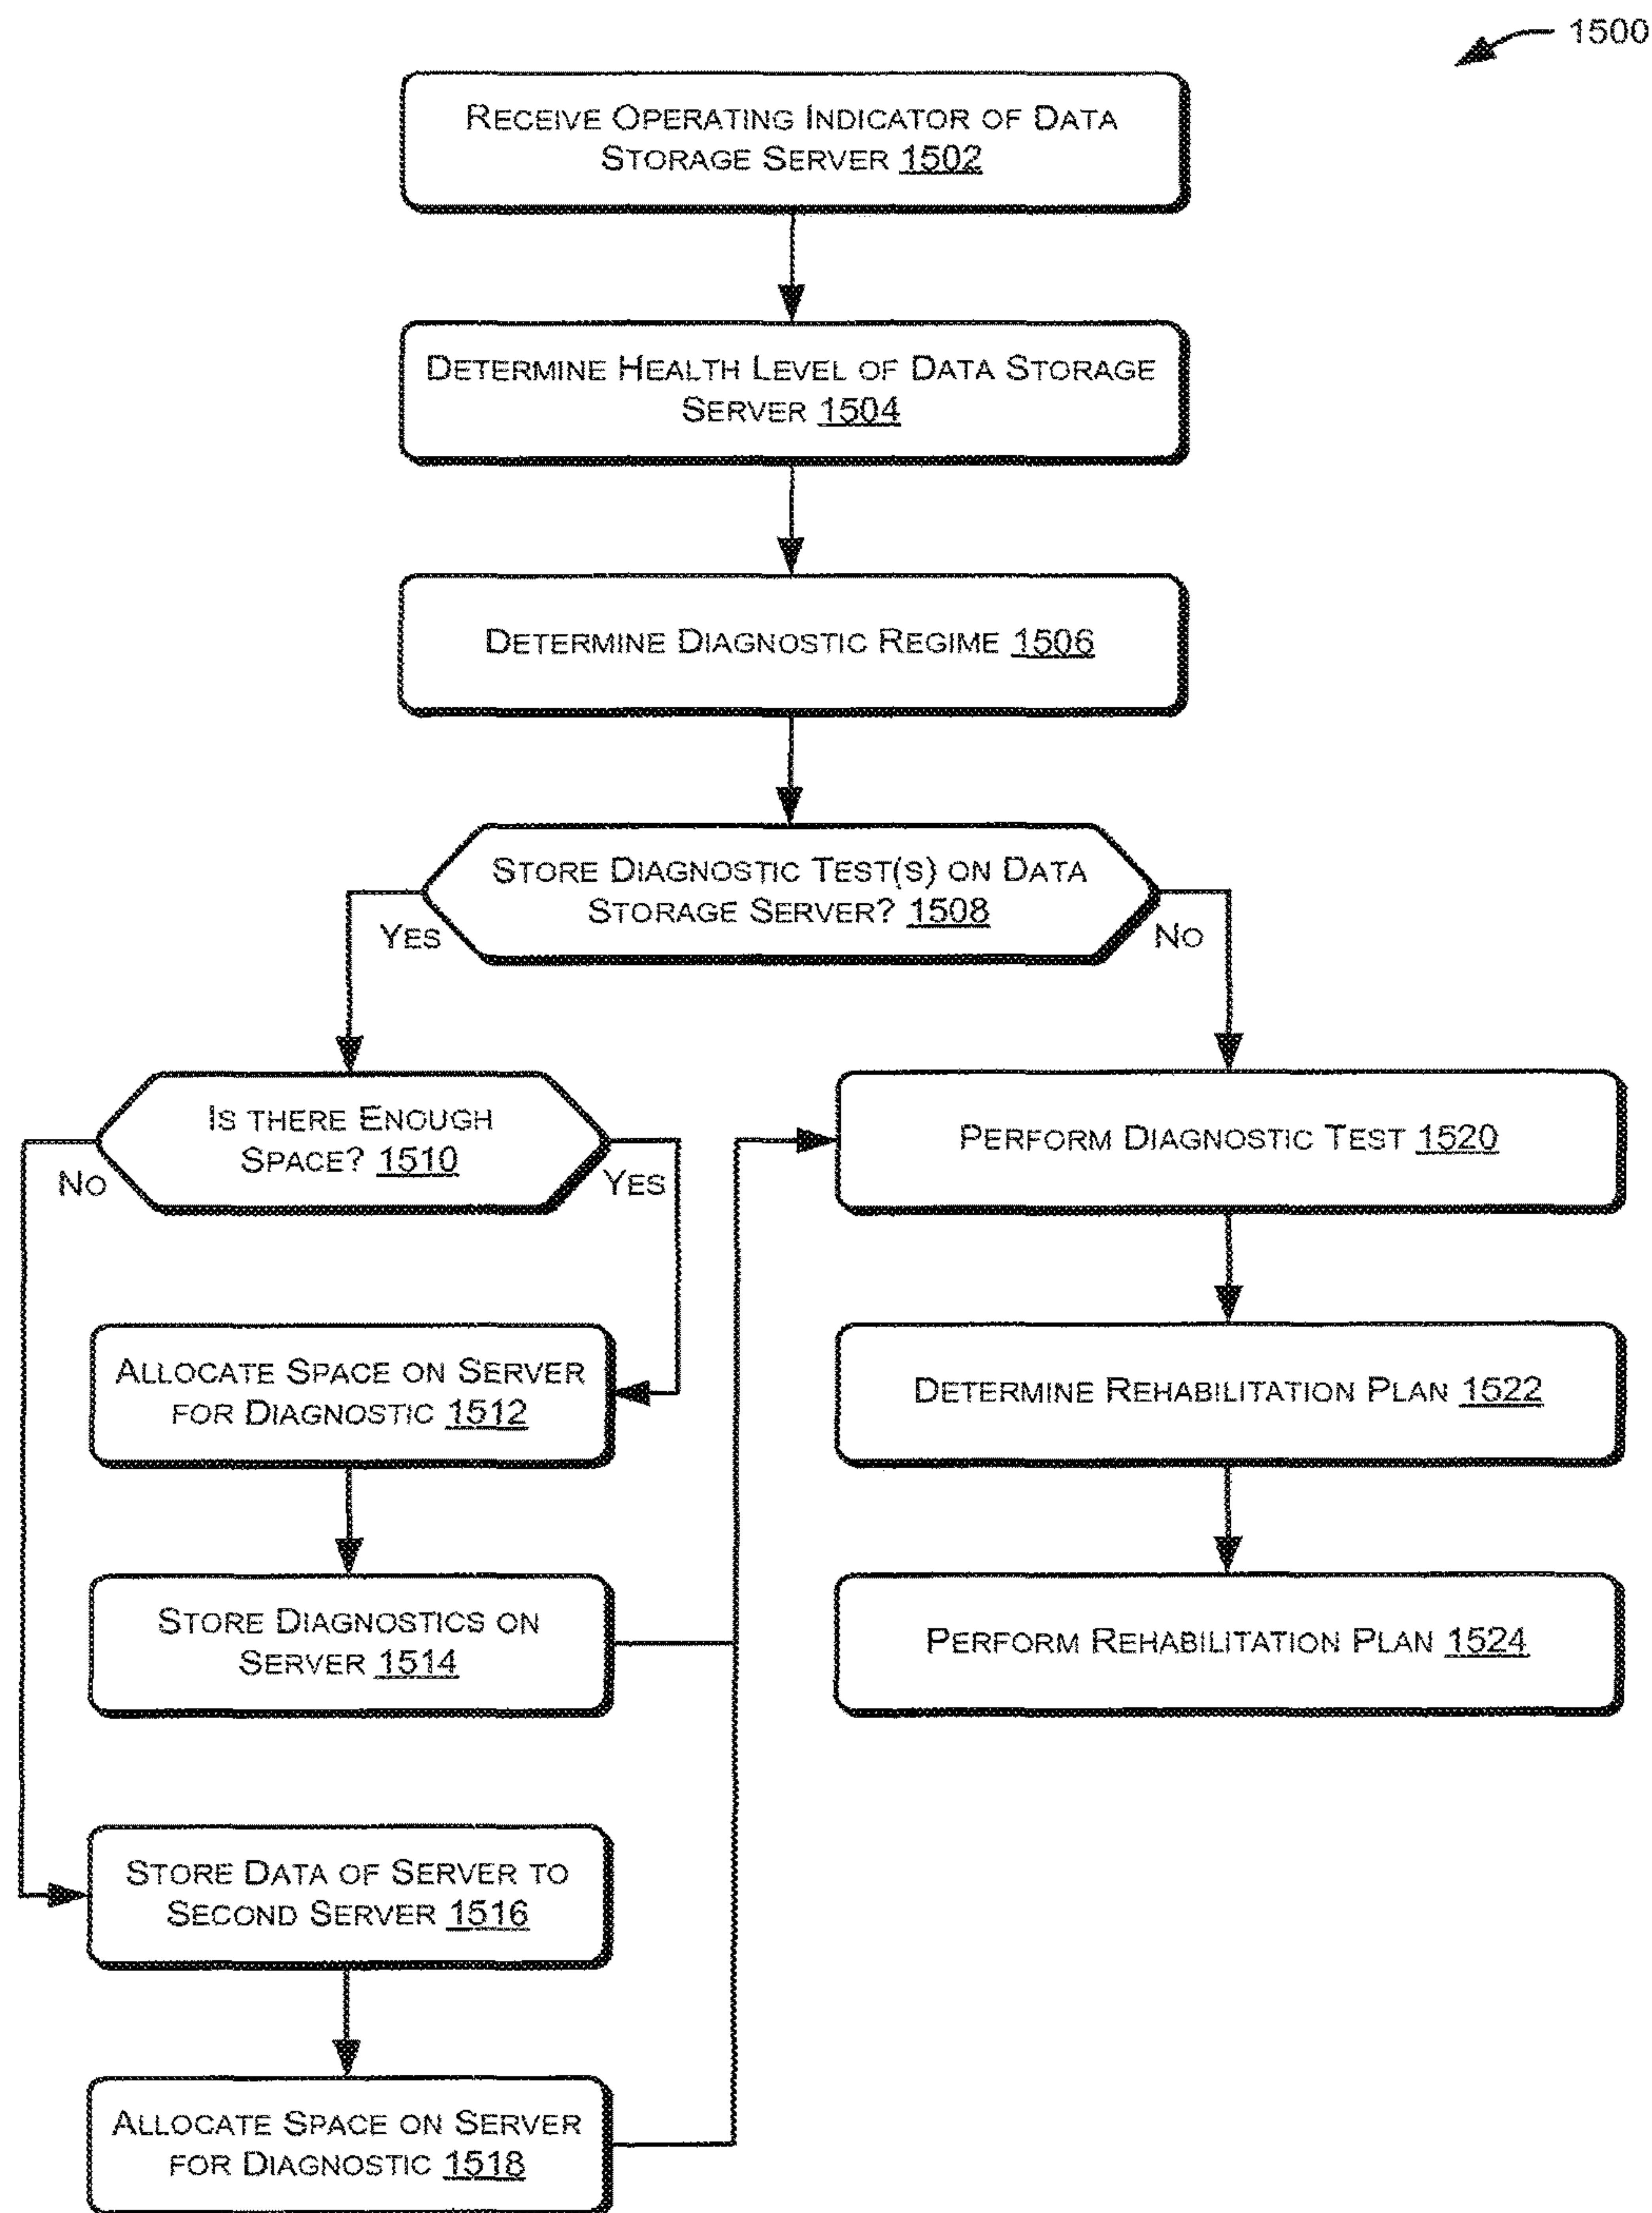 1500
RECEIVE OPERATING INDICATOR OF DATA
STORAGE SERVER 1502
DETERMINE HEALTH LEVEL OF DATA STORAGE
SERVER 1504
DETERMINE DIAGNOSTIC REGIME 1506
STORE DIAGNOSTIC TEST(S) ON DATA
STORAGE SERVER? 1508
YES
NO
IS THERE ENOUGH
SPACE? 1510
NO
YES
ALLOCATE SPACE ON SERVER
FOR DIAGNOSTIC 1512
STORE DIAGNOSTICS ON
SERVER 1514
STORE DATA OF SERVER TO
SECOND SERVER 1516
ALLOCATE SPACE ON SERVER
FOR DIAGNOSTIC 1518
PERFORM DIAGNOSTIC TEST 1520
DETERMINE REHABILITATION PLAN 1522
PERFORM REHABILITATION PLAN 1524